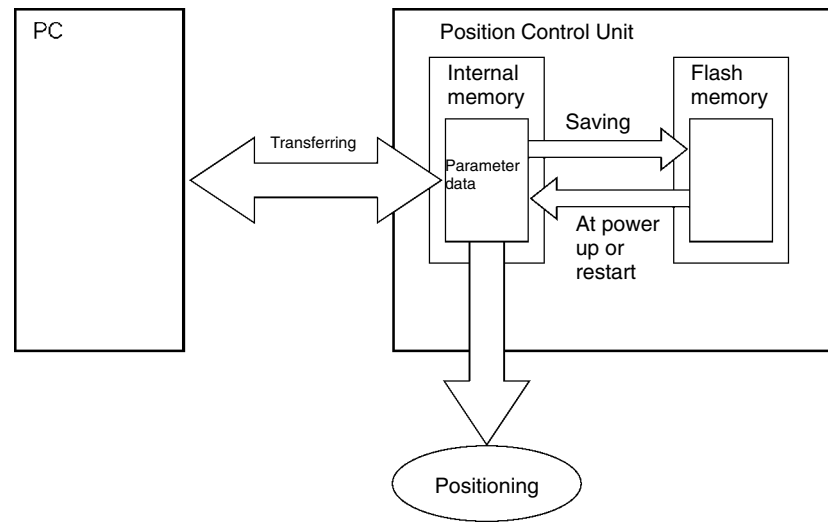 PC
Position Control Unit
Internal
memory
Flash
memory
Transferring
Saving
Parameter
data
At power
up or
restart
Positioning